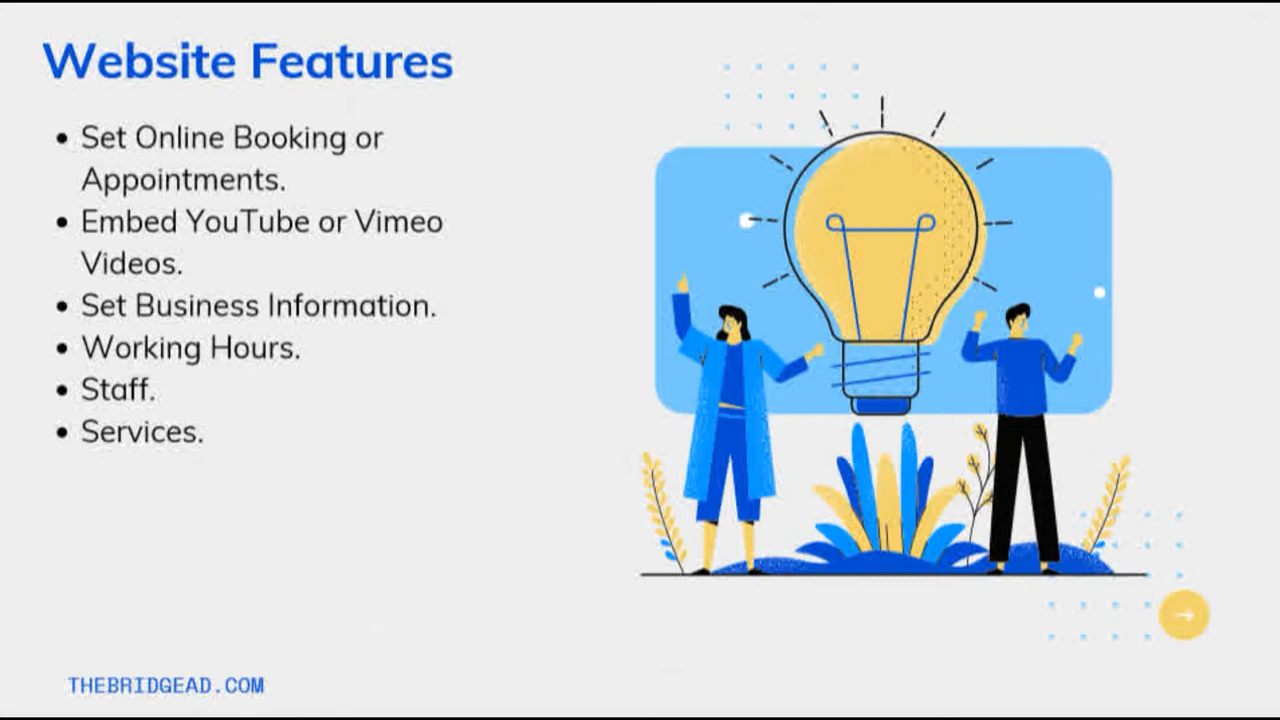 Website Features
• Set Online Booking or
Appointments.
• Embed YouTube or Vimeo
Videos.
• Set Business Information.
• Working Hours.
• Staff.
• Services.
THEBRIDGEAD.COM